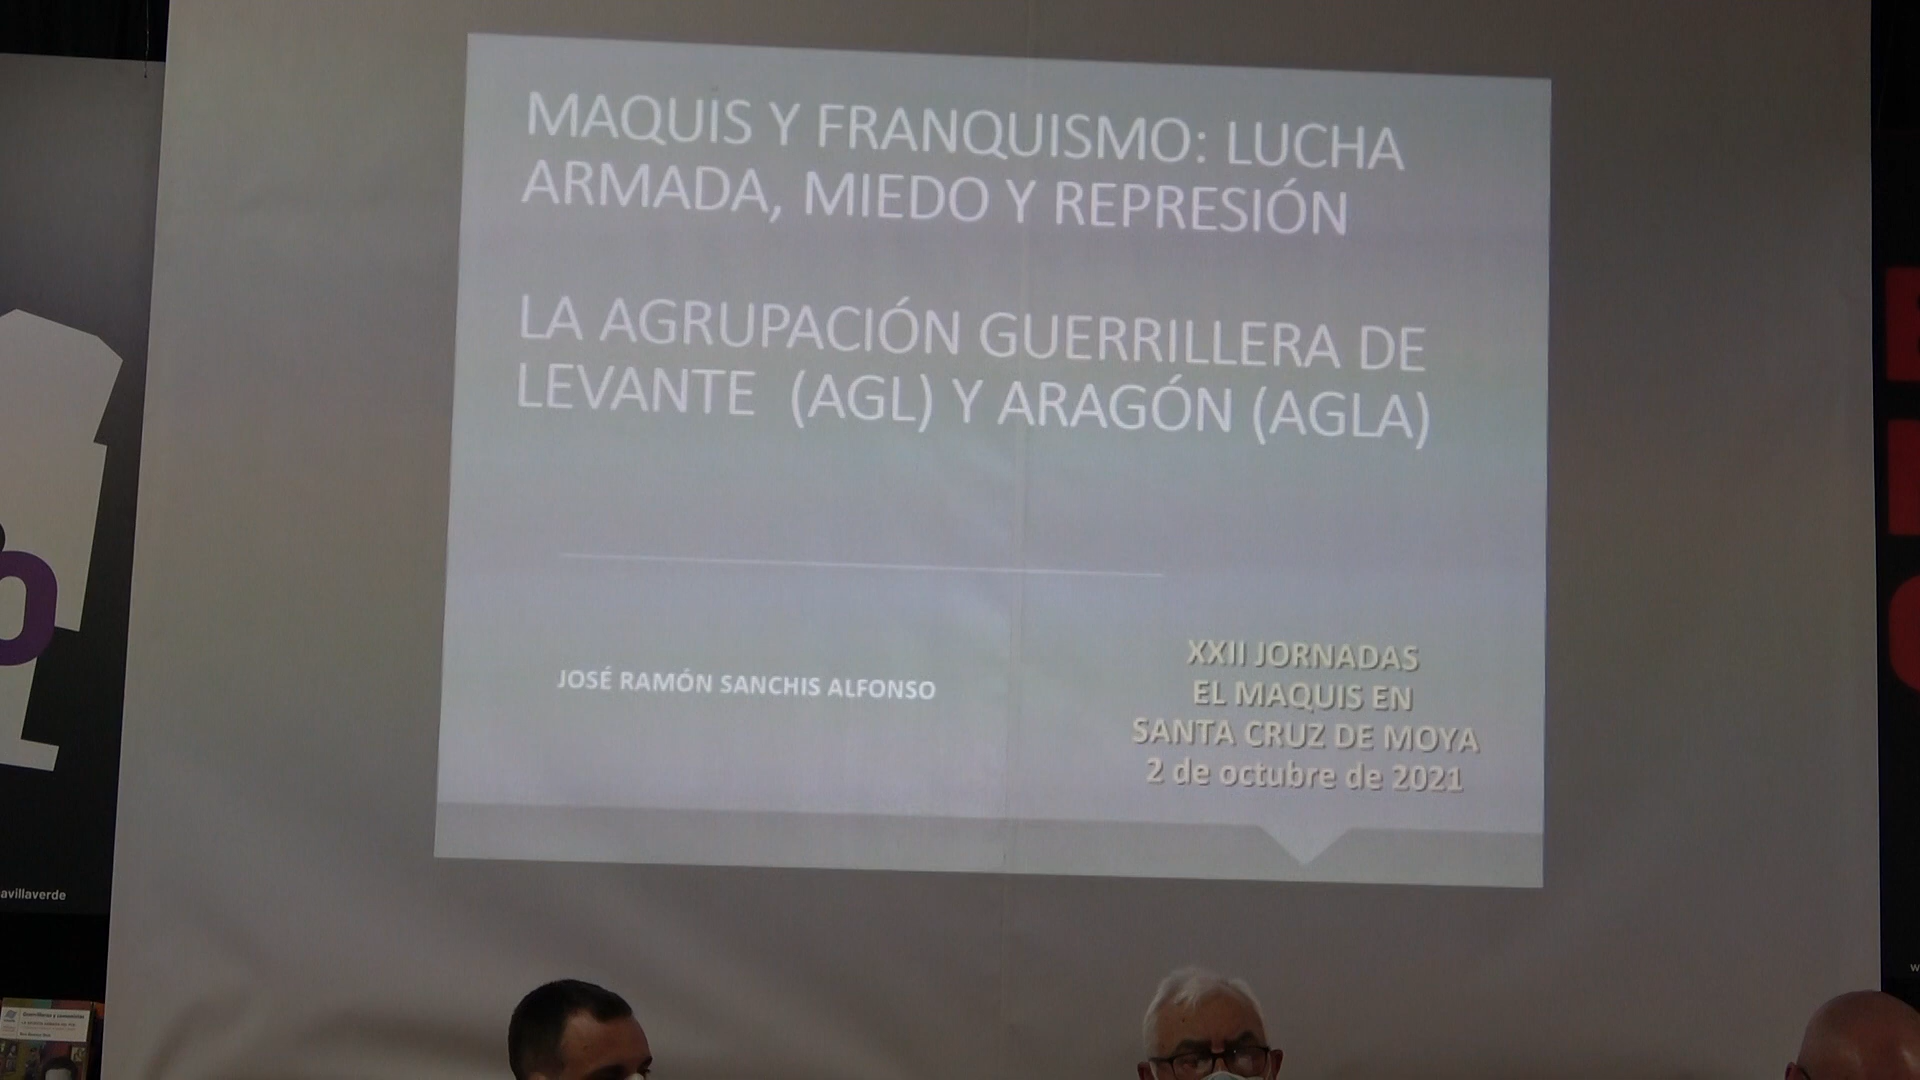 MAQUIS Y FRANQUISMO: LUCHA
ARMADA, MIEDO Y REPRESIÓN
LA AGRUPACIÓN GUERRILLERA DE
LEVANTE (AGL) Y ARAGÓN (AGLA)
JOSÉ RAMÓN SANCHIS ALFONSO
XXII JORNADAS
EL MAQUIS EN
SANTA CRUZ DE MOYA
2 de octubre de 2021
avillaverde